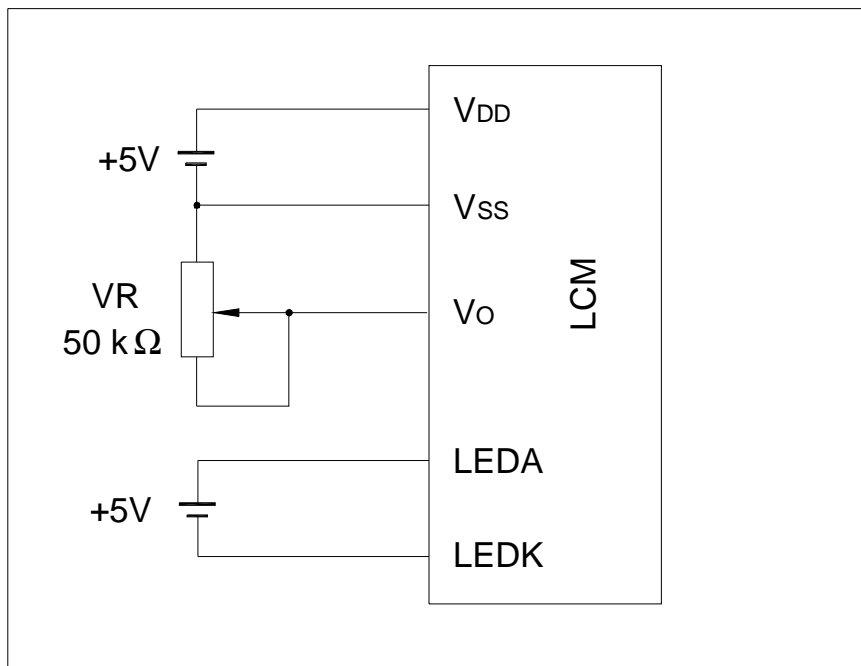 VDD
+5V
VSS
VR
50 kΩ
VO
LCM
LEDA
+5V
LEDK